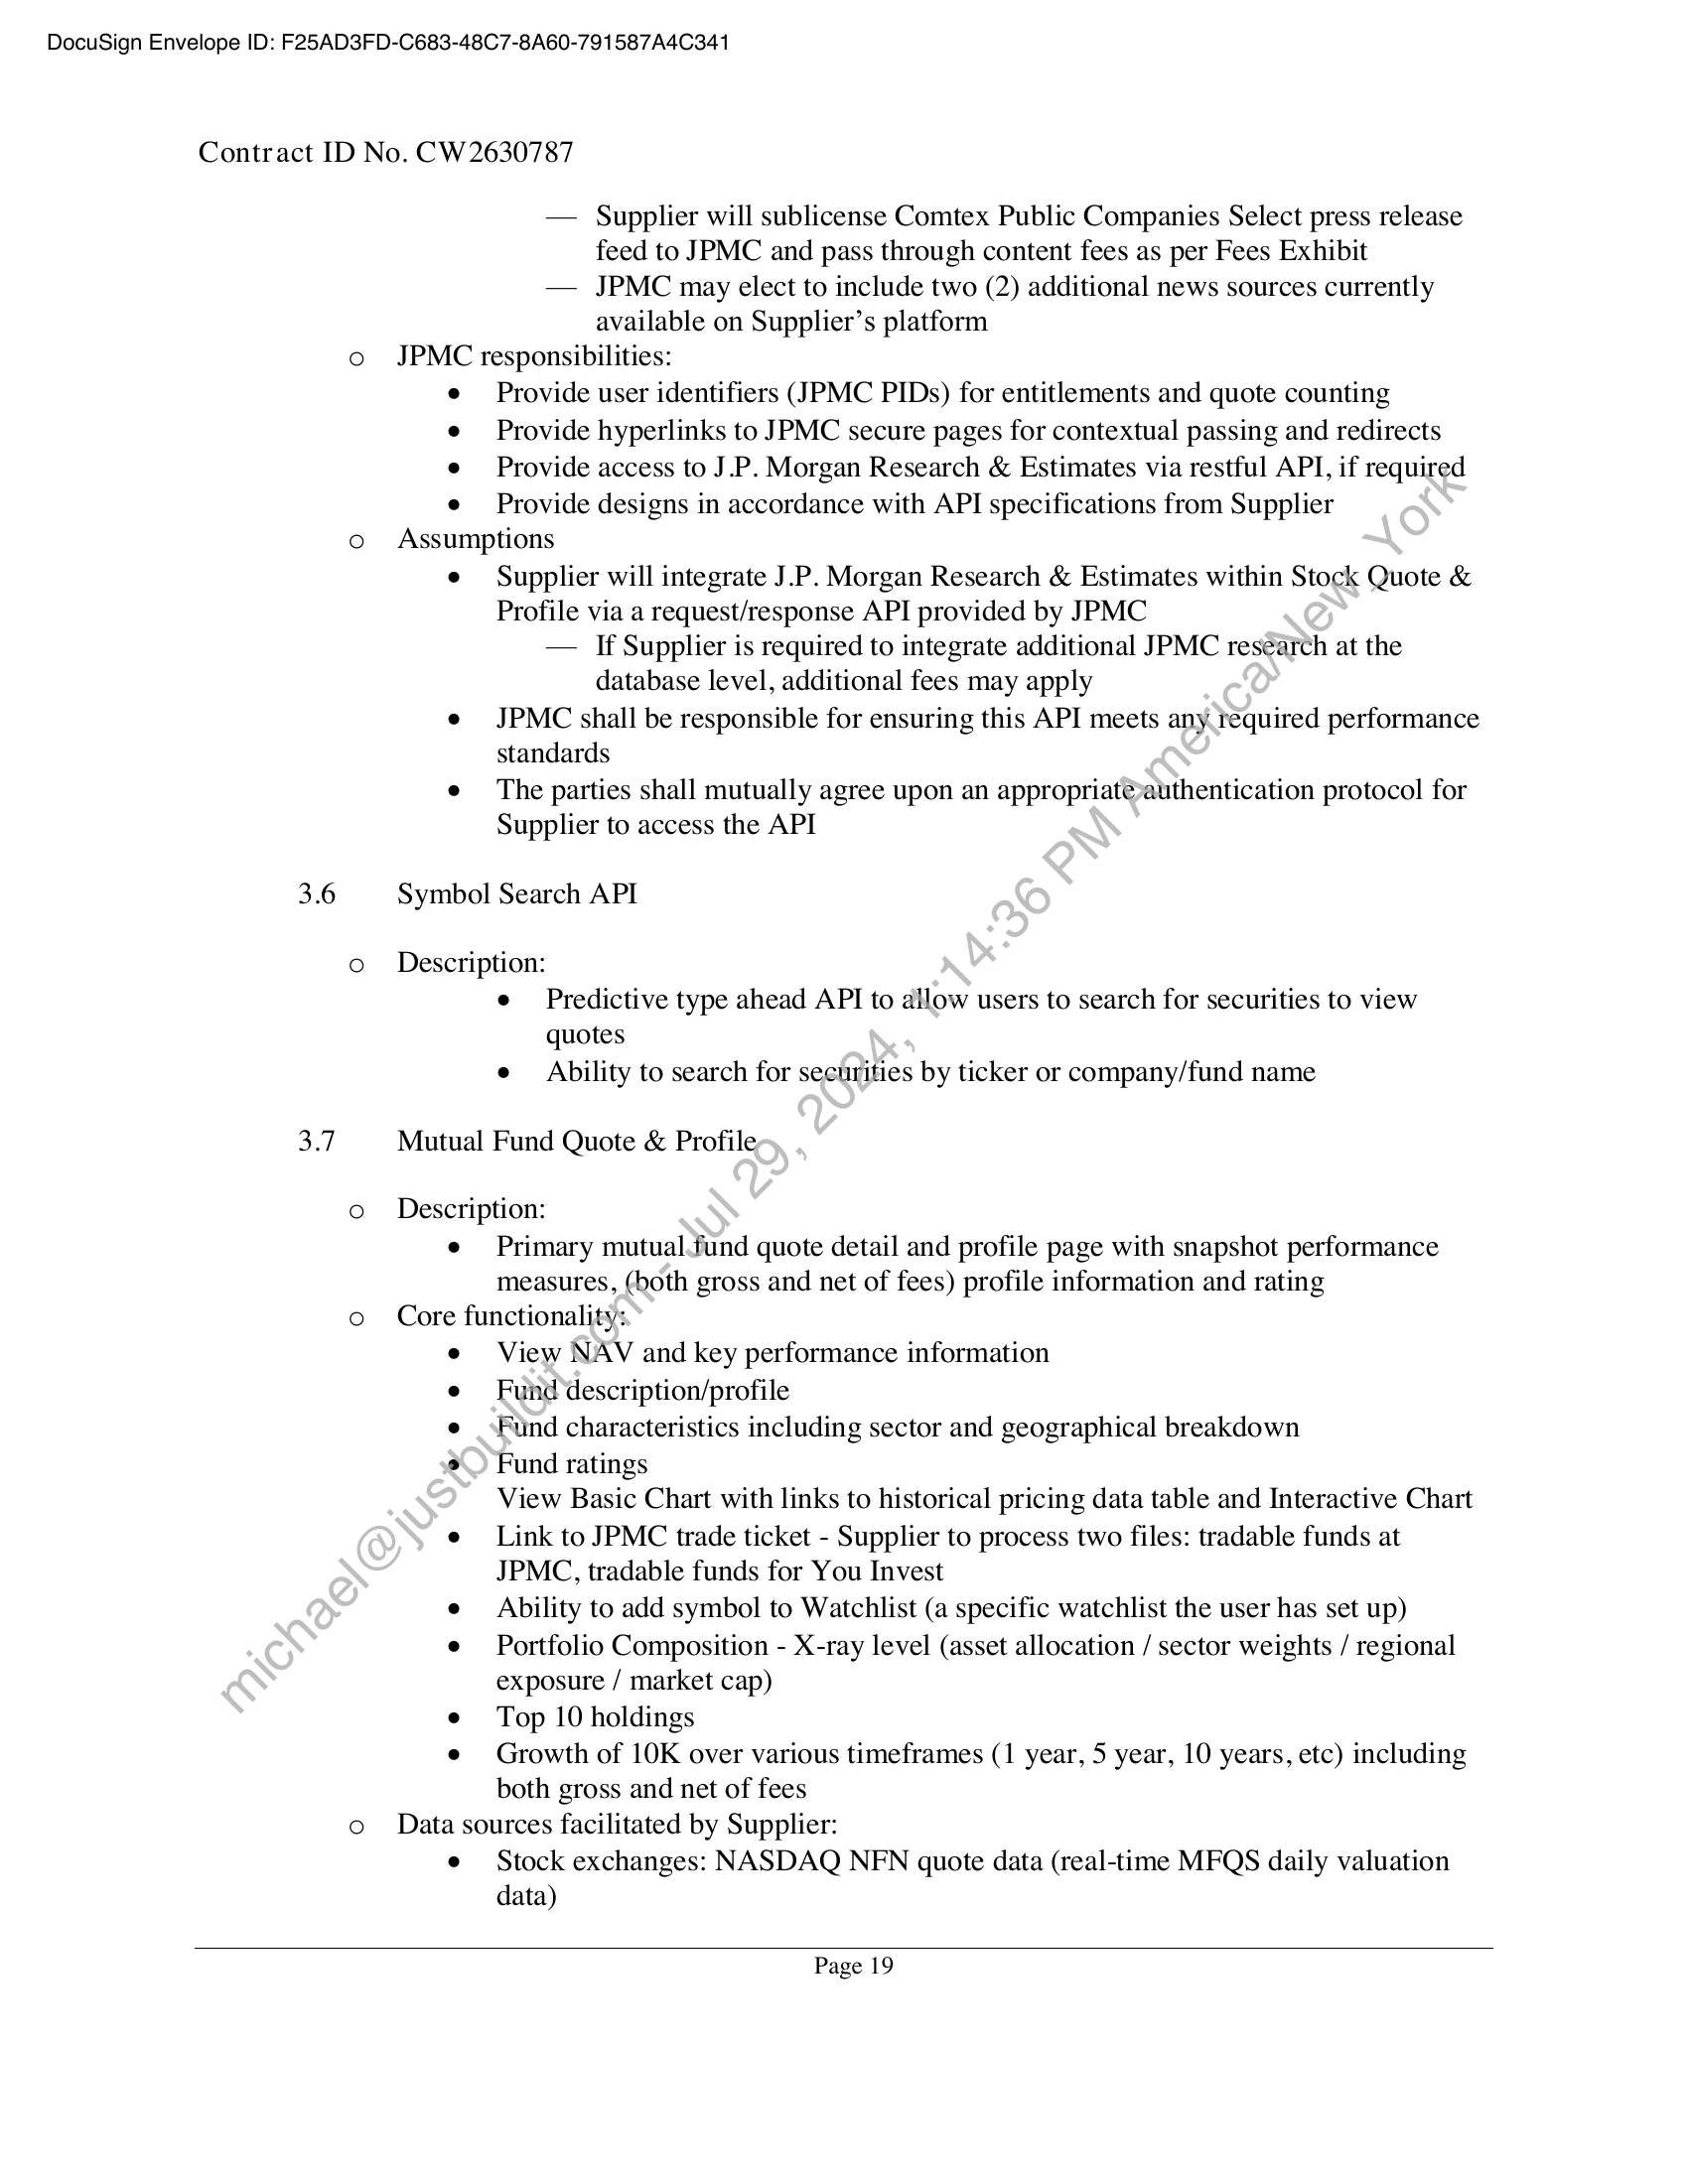 DocuSign Envelope ID: F25AD3FD-C683-48C7-8A60-791587A4C341
Contract ID No. CW2630787
— Supplier will sublicense Comtex Public Companies Select press release
feed to JPMC and pass through content fees as per Fees Exhibit
— JPMC may elect to include two (2) additional news sources currently
available on Supplier’s platform
o JPMC responsibilities:
• Provide user identifiers (JPMC PIDs) for entitlements and quote counting
• Provide hyperlinks to JPMC secure pages for contextual passing and redirects
• Provide access to J.P. Morgan Research & Estimates via restful API, if required
• Provide designs in accordance with API specifications from Supplier
o Assumptions
• Supplier will integrate J.P. Morgan Research & Estimates within Stock Quote &
Profile via a request/response API provided by JPMC
— If Supplier is required to integrate additional JPMC research at the
database level, additional fees may apply
• JPMC shall be responsible for ensuring this API meets any required performance
standards
• The parties shall mutually agree upon an appropriate authentication protocol for
Supplier to access the API
3.6 Symbol Search API
o Description:
• Predictive type ahead API to allow users to search for securities to view
quotes
• Ability to search for securities by ticker or company/fund name
3.7 Mutual Fund Quote & Profile
o Description:
• Primary mutual fund quote detail and profile page with snapshot performance
measures, (both gross and net of fees) profile information and rating
o Core functionality:
• View NAV and key performance information
• Fund description/profile
• Fund characteristics including sector and geographical breakdown
• Fund ratings
View Basic Chart with links to historical pricing data table and Interactive Chart
• Link to JPMC trade ticket - Supplier to process two files: tradable funds at
JPMC, tradable funds for You Invest
• Ability to add symbol to Watchlist (a specific watchlist the user has set up)
• Portfolio Composition - X-ray level (asset allocation / sector weights / regional
exposure / market cap)
• Top 10 holdings
• Growth of 10K over various timeframes (1 year, 5 year, 10 years, etc) including
both gross and net of fees
o Data sources facilitated by Supplier:
• Stock exchanges: NASDAQ NFN quote data (real-time MFQS daily valuation
data)
Page 19
michael@justbuildit.com - Jul 29, 2024, 1:14:36 PM America/New_York